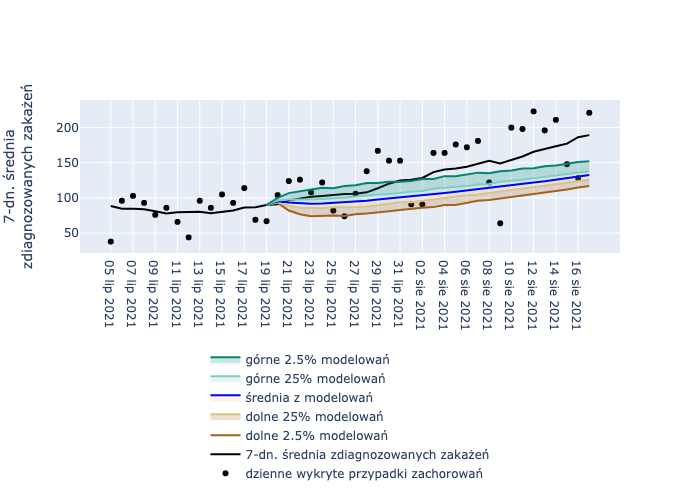 7-dn. średnia
zdiagnozowanych zakażeń
200
150
100
50
05 lip 2021
07 lip 2021
09 lip 2021
11 lip 2021
13 lip 2021
15 lip 2021
17 lip 2021
19 lip 2021
21 lip 2021
23 lip 2021
25 lip 2021
27 lip 2021
29 lip 2021
31 lip 2021
02 sie 2021
04 sie 2021
06 sie 2021
08 sie 2021
10 sie 2021
12 sie 2021
14 sie 2021
16 sie 2021
górne 2.5% modelowań
górne 25% modelowań
średnia z modelowań
dolne 25% modelowań
dolne 2.5% modelowań
7-dn. średnia zdiagnozowanych zakażeń
dzienne wykryte przypadki zachorowań